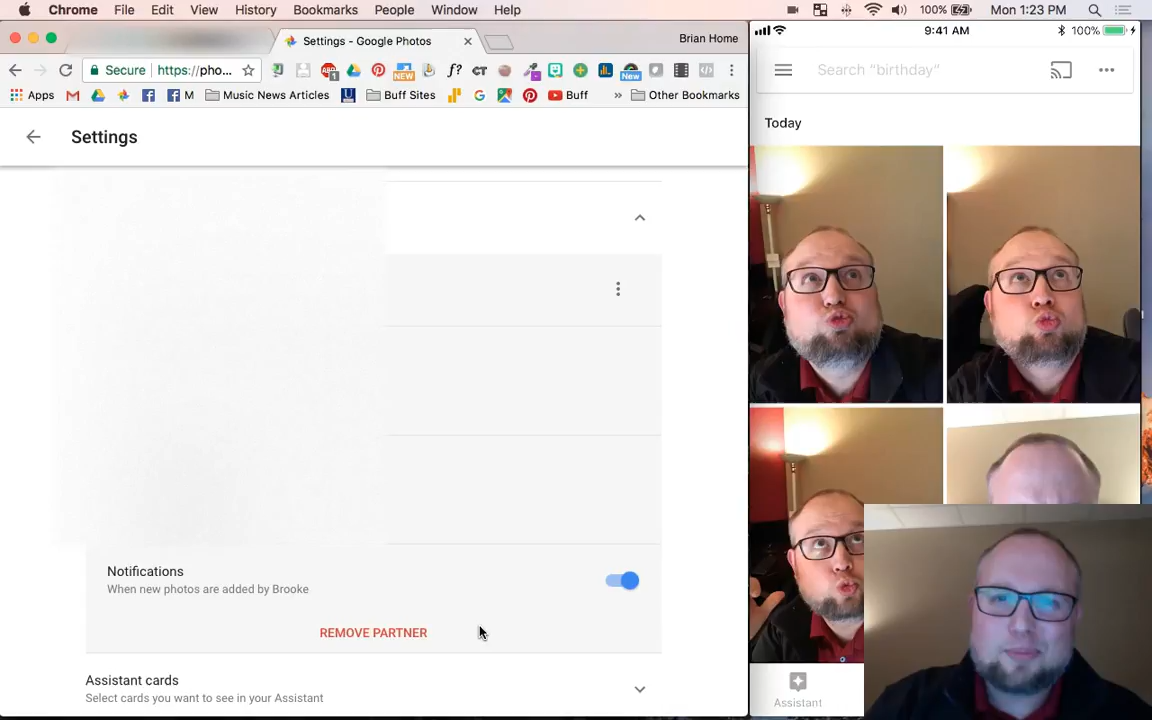 Chrome File Edit View History Bookmarks People Window Help 100% Mon 1:23 PM
Settings - Google Photos
Brian Home
Secure https://pho...
New
Apps
M
Music News Articles
Buff Sites
Buff
»
Other Bookmarks
Settings
Notifications
When new photos are added by Brooke
REMOVE PARTNER
Assistant cards
Select cards you want to see in your Assistant
9:41 AM 100%
Search “birthday”
Today
Assistant